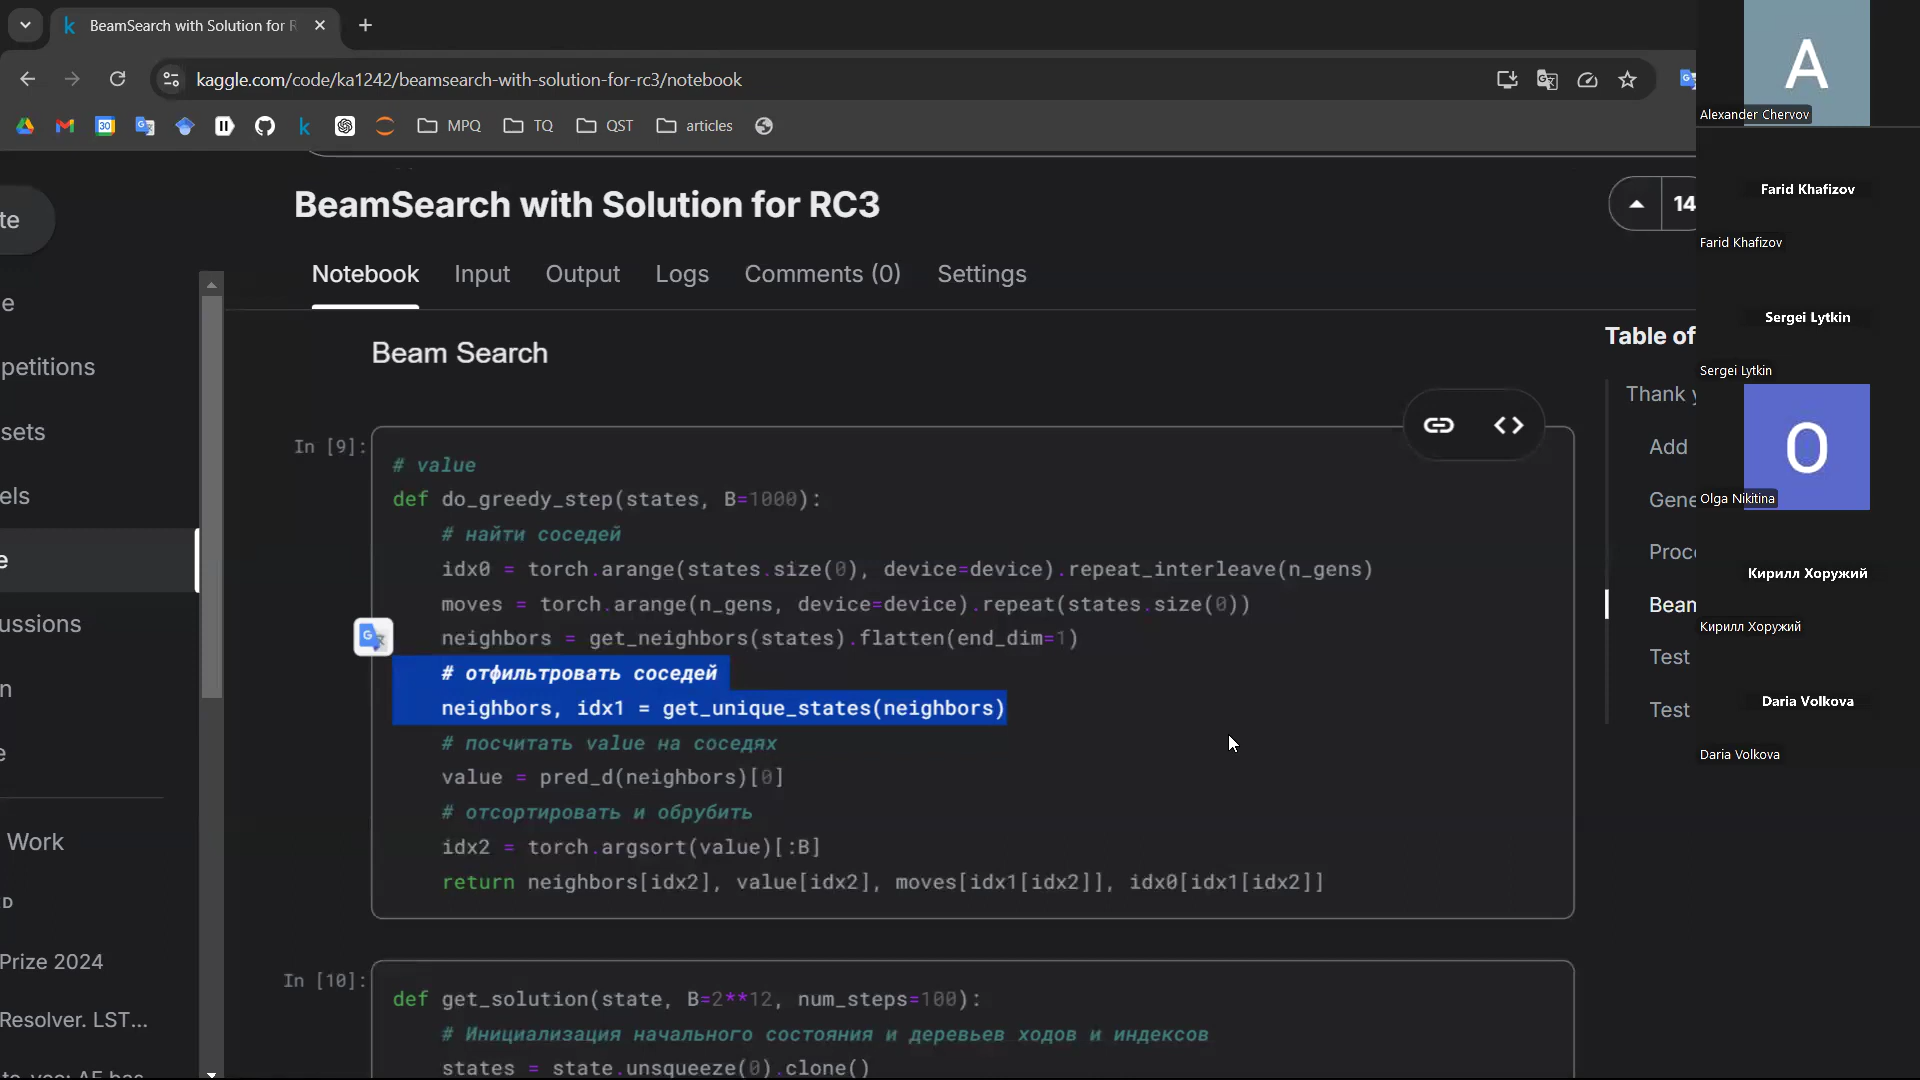 BeamSearch with Solution for R
kaggle.com/code/ka1242/beamsearch-with-solution-for-rc3/notebook
MPQ
TQ
QST
articles
te
e
petitions
sets
els
e
ussions
n
e
Work
D
Prize 2024
Resolver. LST...
BeamSearch with Solution for RC3
14
Notebook
Input
Output
Logs
Comments (0)
Settings
Beam Search
In [9]:
# value
def do_greedy_step(states, B=1000):
# найти соседей
idx0 = torch.arange(states.size(0), device=device).repeat_interleave(n_gens)
moves = torch.arange(n_gens, device=device).repeat(states.size(0))
neighbors = get_neighbors(states).flatten(end_dim=1)
# отфильтровать соседей
neighbors, idx1 = get_unique_states(neighbors)
# посчитать value на соседях
value = pred_d(neighbors)[0]
# отсортировать и обрубить
idx2 = torch.argsort(value)[:B]
return neighbors[idx2], value[idx2], moves[idx1[idx2]], idx0[idx1[idx2]]
In [10]:
def get_solution(state, B=2**12, num_steps=100):
# Инициализация начального состояния и деревьев ходов и индексов
states = state.unsqueeze(0).clone()
Table of
Thank y
Add
Gene
Proc
Beam
Test
Test
A
Alexander Chervov
Farid Khafizov
Farid Khafizov
Sergei Lytkin
Sergei Lytkin
O
Olga Nikitina
Кирилл Хоружий
Кирилл Хоружий
Daria Volkova
Daria Volkova